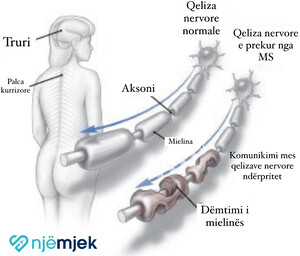 Truri
Palca
kurrizore
Qeliza
nervore
normale
Qeliza nervore
e prekur nga
MS
Aksoni
Mielina
Komunikimi mes
qelizave nervore
ndërpritet
Dëmtimi i
mielinës
njëmjek